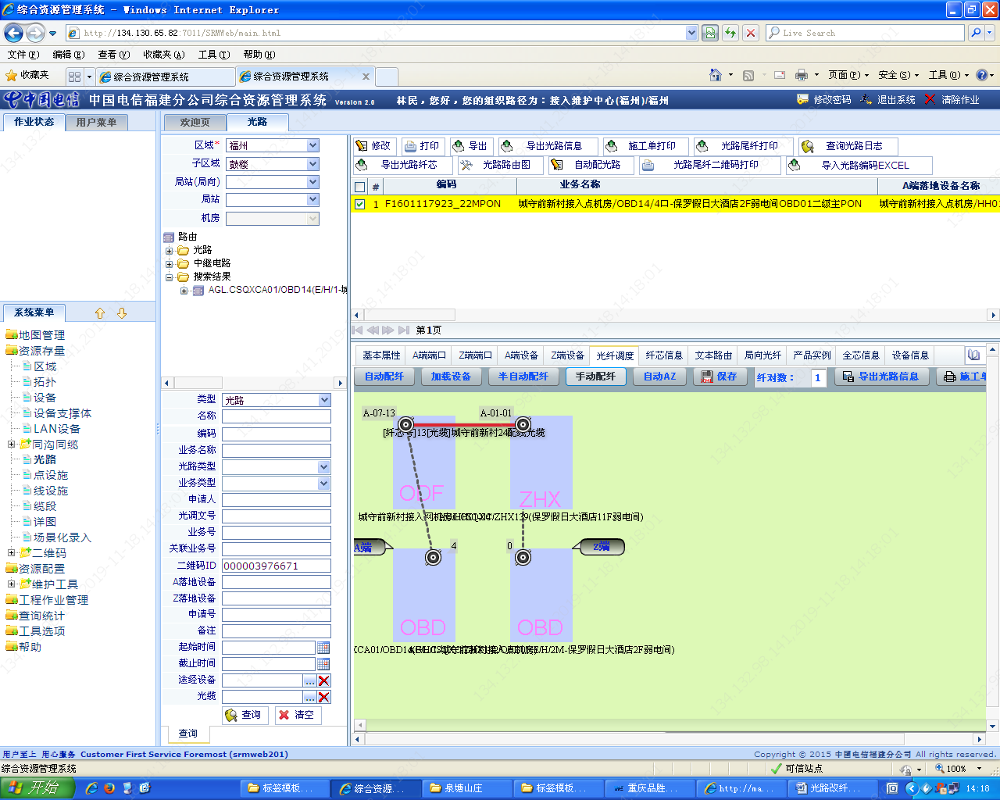 综合资源管理系统 - Windows Internet Explorer
http://134.130.65.82:7011/SRMWeb/main.html
Live Search
文件(F) 编辑(E) 查看(V) 收藏夹(A) 工具(T) 帮助(H)
收藏夹 综合资源管理系统 综合资源管理系统 页面(P) 安全(S) 工具(O)
中国电信 中国电信福建分公司综合资源管理系统 Version 2.0 林民，您好，您的组织路径为：接入维护中心(福州)/福州 修改密码 退出系统 清除作业
作业状态 用户菜单 欢迎页 光路
区域* 福州
子区域 鼓楼
局站(局向)
局站
机房
路由
光路
中继电路
搜索结果
AGL.CSQXCA01/OBD14(E/H/1-城
修改 打印 导出 导出光路信息 施工单打印 光路尾纤打印 查询光路日志
导出光路纤芯 光路路由图 自动配光路 光路尾纤二维码打印 导入光路编码EXCEL
# 编码 业务名称 A端落地设备名称
1 F1601117923_22MPON 城守前新村接入点机房/OBD14/4口-保罗假日大酒店2F弱电间OBD01二级主PON 城守前新村接入点机房/HH01
第1页
系统菜单
地图管理
资源存量
区域
拓扑
设备
设备支撑体
LAN设备
同沟同缆
光路
点设施
线设施
缆段
详图
场景化录入
二维码
资源配置
维护工具
工程作业管理
查询统计
工具选项
帮助
类型 光路
名称
编码
业务名称
光路类型
业务类型
申请人
光调文号
业务号
关联业务号
二维码ID 000003976671
A落地设备
Z落地设备
申请号
备注
起始时间
截止时间
途经设备 ...
光缆 ...
查询 清空
查询
基本属性 A端端口 Z端端口 A端设备 Z端设备 光纤调度 纤芯信息 文本路由 局向光纤 产品实例 全芯信息 设备信息
自动配纤 加载设备 半自动配纤 手动配纤 自动AZ 保存 纤对数： 1 导出光路信息 施工单
A-07-13 A-01-01
[纤芯号]13[光缆]城守前新村24配线光缆
ODF ZHX
/ZHX139(保罗假日大酒店11F弱电间)
A端 4 0 Z端
OBD OBD
/E/H/2M-保罗假日大酒店2F弱电间)
用户至上 用心服务 Customer First Service Foremost (srmweb201) Copyright © 2015 中国电信福建分公司 All rights reserved.
综合资源管理系统 可信站点 100%
开始 标签模板... 综合资源... 泉塘山庄 标签模板... 重庆品胜... http://ma... 光路改纤... 14:18